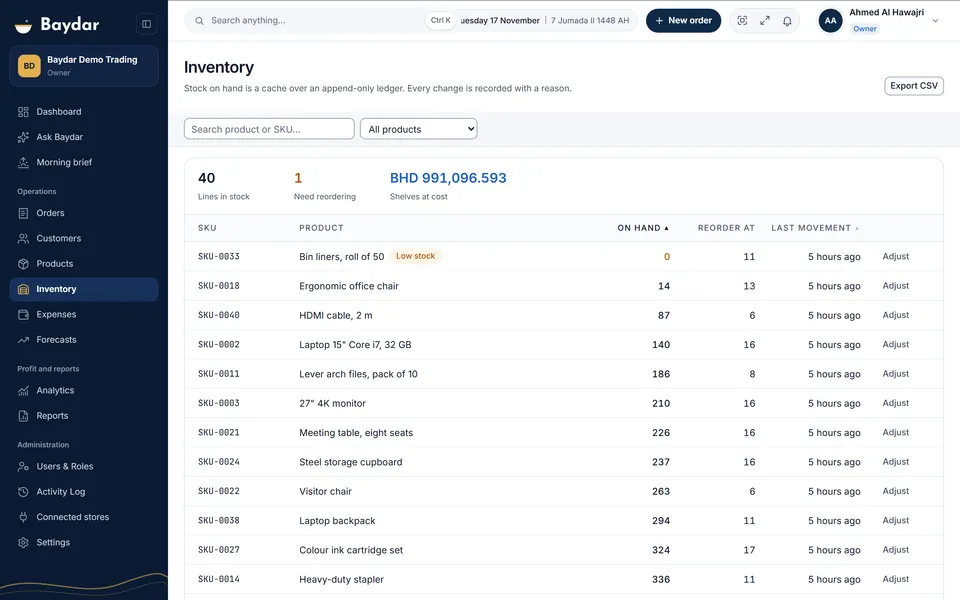 Baydar
Search anything...
Ctrl K
uesday 17 November | 7 Jumada II 1448 AH
+ New order
AA
Ahmed Al Hawajri
Owner
BD
Baydar Demo Trading
Owner
Dashboard
Ask Baydar
Morning brief
Operations
Orders
Customers
Products
Inventory
Expenses
Forecasts
Profit and reports
Analytics
Reports
Administration
Users & Roles
Activity Log
Connected stores
Settings
Inventory
Stock on hand is a cache over an append-only ledger. Every change is recorded with a reason.
Export CSV
Search product or SKU...
All products
40
Lines in stock
1
Need reordering
BHD 991,096.593
Shelves at cost
SKU PRODUCT ON HAND ▲ REORDER AT LAST MOVEMENT ▲
SKU-0033 Bin liners, roll of 50 Low stock 0 11 5 hours ago Adjust
SKU-0018 Ergonomic office chair 14 13 5 hours ago Adjust
SKU-0040 HDMI cable, 2 m 87 6 5 hours ago Adjust
SKU-0002 Laptop 15" Core i7, 32 GB 140 16 5 hours ago Adjust
SKU-0011 Lever arch files, pack of 10 186 8 5 hours ago Adjust
SKU-0003 27" 4K monitor 210 16 5 hours ago Adjust
SKU-0021 Meeting table, eight seats 226 16 5 hours ago Adjust
SKU-0024 Steel storage cupboard 237 16 5 hours ago Adjust
SKU-0022 Visitor chair 263 6 5 hours ago Adjust
SKU-0038 Laptop backpack 294 11 5 hours ago Adjust
SKU-0027 Colour ink cartridge set 324 17 5 hours ago Adjust
SKU-0014 Heavy-duty stapler 336 11 5 hours ago Adjust